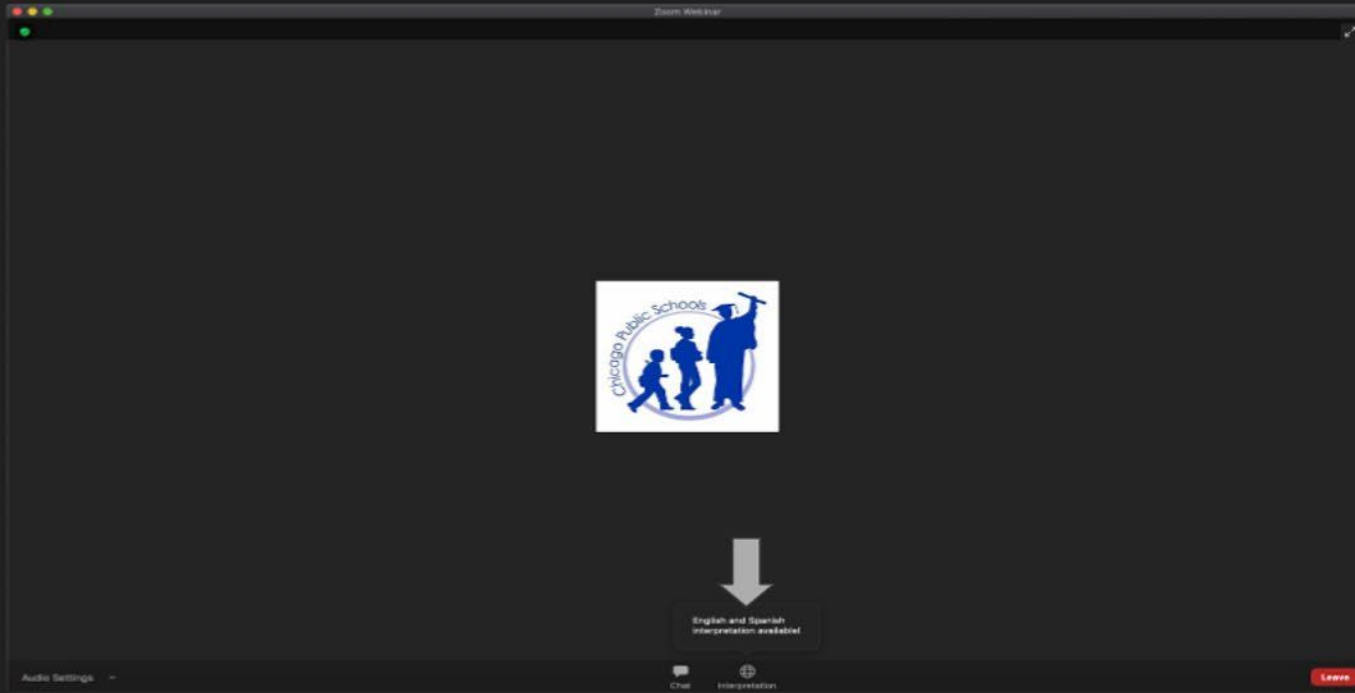 Zoom Webinar
Chicago Public Schools
English and Spanish
interpretation available!
Audio Settings
Chat
Interpretation
Leave